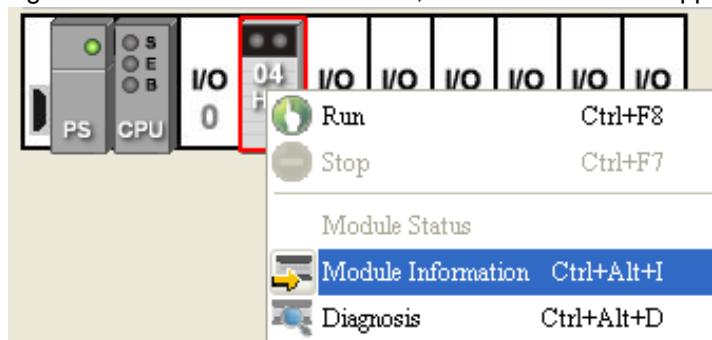 S
E
B
PS CPU I/O 0 04 H I/O I/O I/O I/O I/O I/O
Run Ctrl+F8
Stop Ctrl+F7
Module Status
Module Information Ctrl+Alt+I
Diagnosis Ctrl+Alt+D